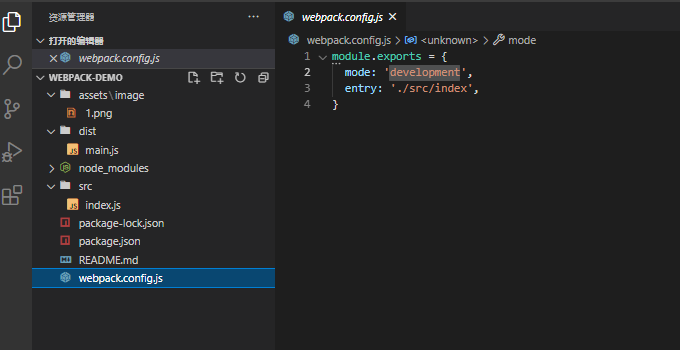 资源管理器
打开的编辑器
webpack.config.js
WEBPACK-DEMO
assets\image
1.png
dist
main.js
node_modules
src
index.js
package-lock.json
package.json
README.md
webpack.config.js
webpack.config.js
webpack.config.js > <unknown> > mode
1 module.exports = {
2 mode: 'development',
3 entry: './src/index',
4 }